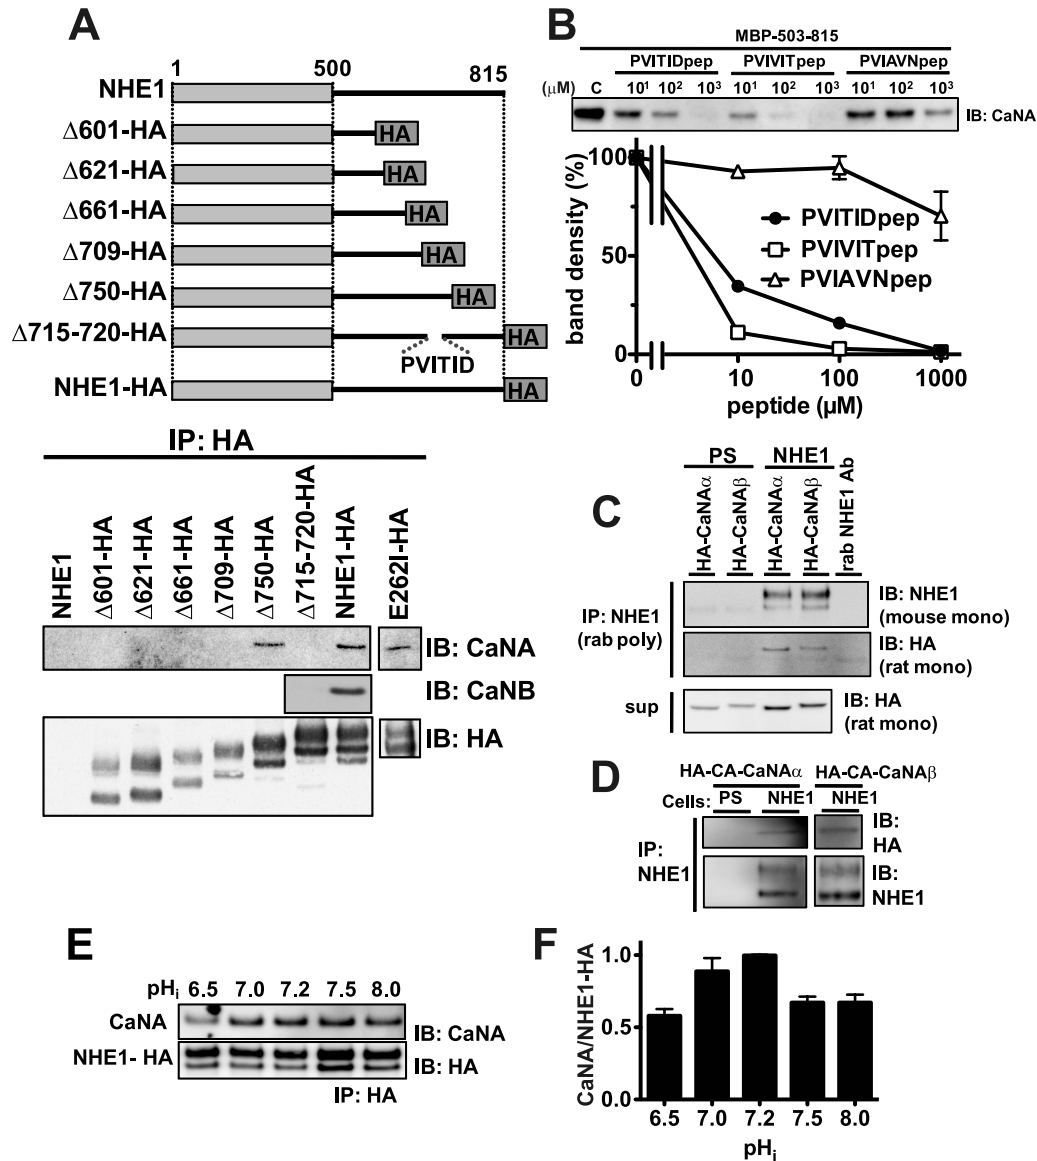 A
1 500 815
NHE1
Δ601-HA HA
Δ621-HA HA
Δ661-HA HA
Δ709-HA HA
Δ750-HA HA
Δ715-720-HA HA
PVITID
NHE1-HA HA
IP: HA
NHE1
Δ601-HA
Δ621-HA
Δ661-HA
Δ709-HA
Δ750-HA
Δ715-720-HA
NHE1-HA
E262I-HA
IB: CaNA
IB: CaNB
IB: HA
B
MBP-503-815
PVITIDpep PVIVITpep PVIAVNpep
(μM) C 10¹ 10² 10³ 10¹ 10² 10³ 10¹ 10² 10³
IB: CaNA
band density (%)
100
50
0
PVITIDpep
PVIVITpep
PVIAVNpep
0 10 100 1000
peptide (μM)
C
PS NHE1
HA-CaNAα
HA-CaNAβ
HA-CaNAα
HA-CaNAβ
rab NHE1 Ab
IP: NHE1
(rab poly)
IB: NHE1
(mouse mono)
IB: HA
(rat mono)
sup
IB: HA
(rat mono)
D
HA-CA-CaNAα HA-CA-CaNAβ
Cells: PS NHE1 NHE1
IP:
NHE1
IB:
HA
IB:
NHE1
E
pHi 6.5 7.0 7.2 7.5 8.0
CaNA IB: CaNA
NHE1- HA IB: HA
IP: HA
F
CaNA/NHE1-HA
1.0
0.5
0.0
6.5 7.0 7.2 7.5 8.0
pHi